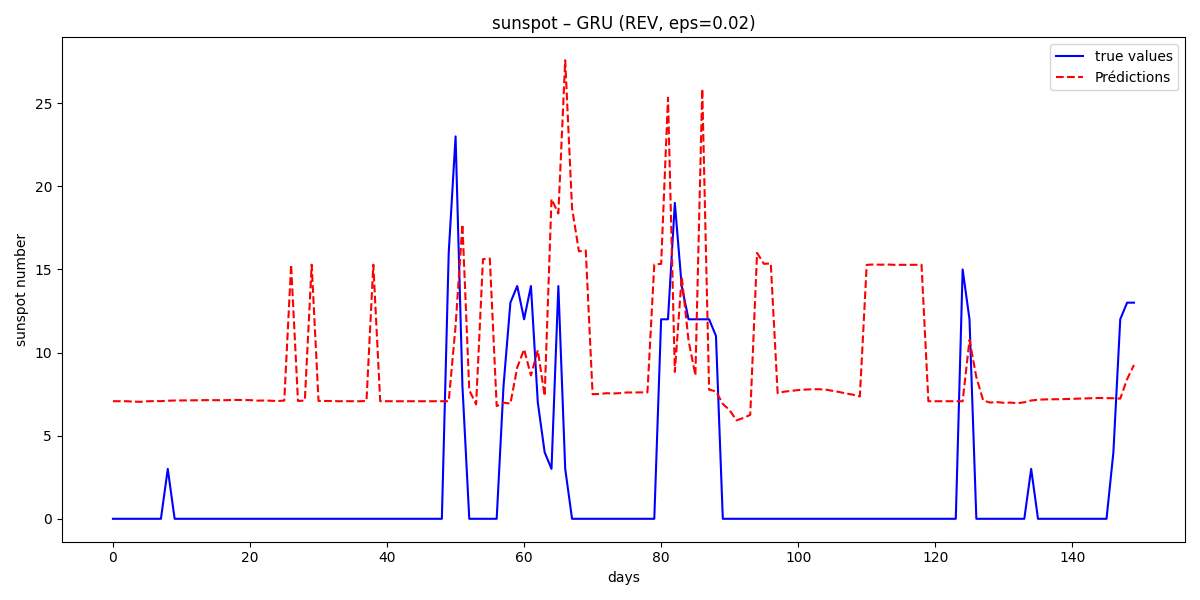 sunspot – GRU (REV, eps=0.02)
true values
Prédictions
sunspot number
25
20
15
10
5
0
0 20 40 60 80 100 120 140
days